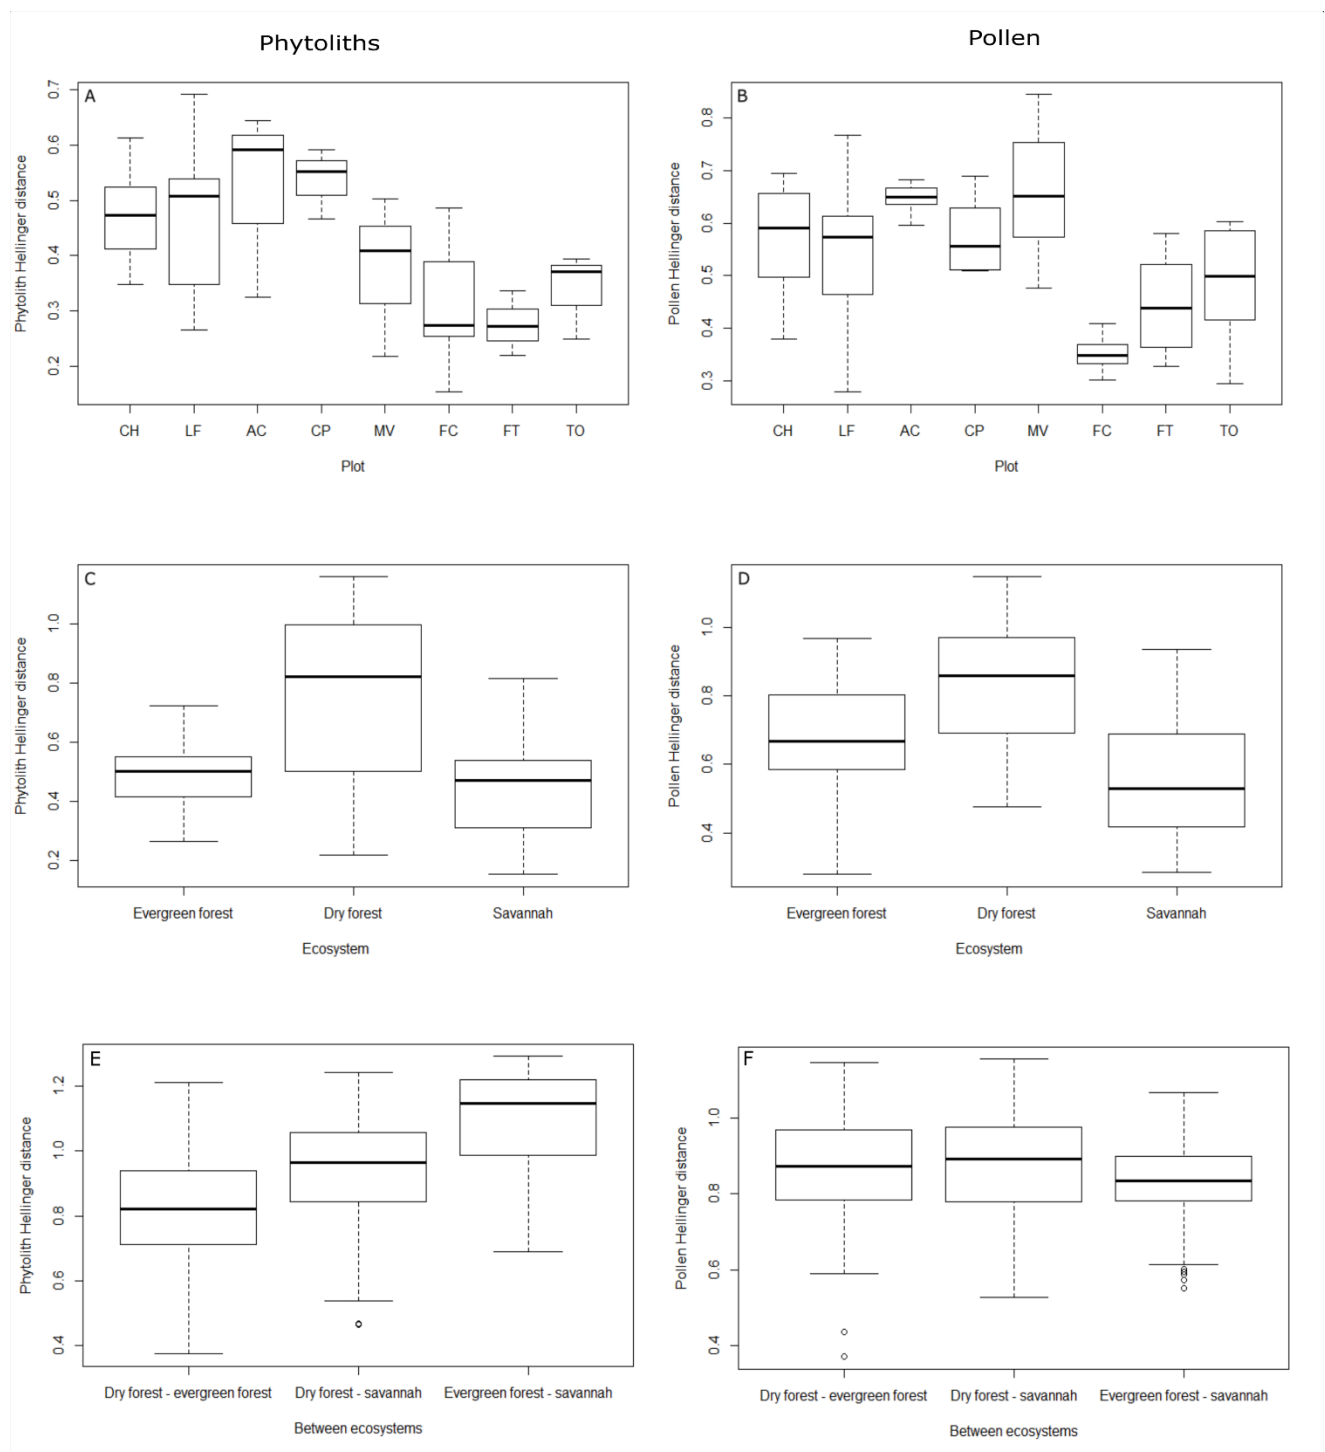 Phytoliths
Pollen
A
Phytolith Hellinger distance
0.7
0.6
0.5
0.4
0.3
0.2
CH LF AC CP MV FC FT TO
Plot
B
Pollen Hellinger distance
0.8
0.7
0.6
0.5
0.4
0.3
CH LF AC CP MV FC FT TO
Plot
C
Phytolith Hellinger distance
1.0
0.8
0.6
0.4
0.2
Evergreen forest Dry forest Savannah
Ecosystem
D
Pollen Hellinger distance
1.0
0.8
0.6
0.4
Evergreen forest Dry forest Savannah
Ecosystem
E
Phytolith Hellinger distance
1.2
1.0
0.8
0.6
0.4
Dry forest - evergreen forest Dry forest - savannah Evergreen forest - savannah
Between ecosystems
F
Pollen Hellinger distance
1.0
0.8
0.6
0.4
Dry forest - evergreen forest Dry forest - savannah Evergreen forest - savannah
Between ecosystems